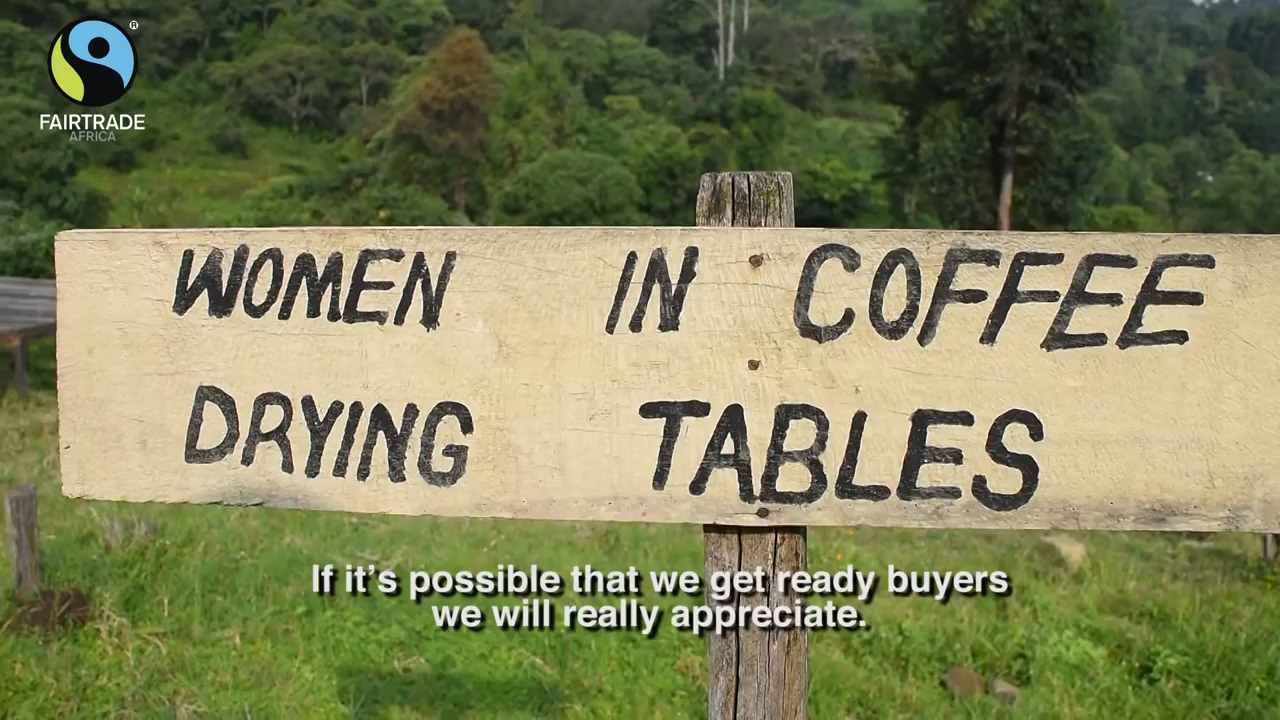 ®
FAIRTRADE
AFRICA
WOMEN IN COFFEE
DRYING TABLES
If it's possible that we get ready buyers
we will really appreciate.